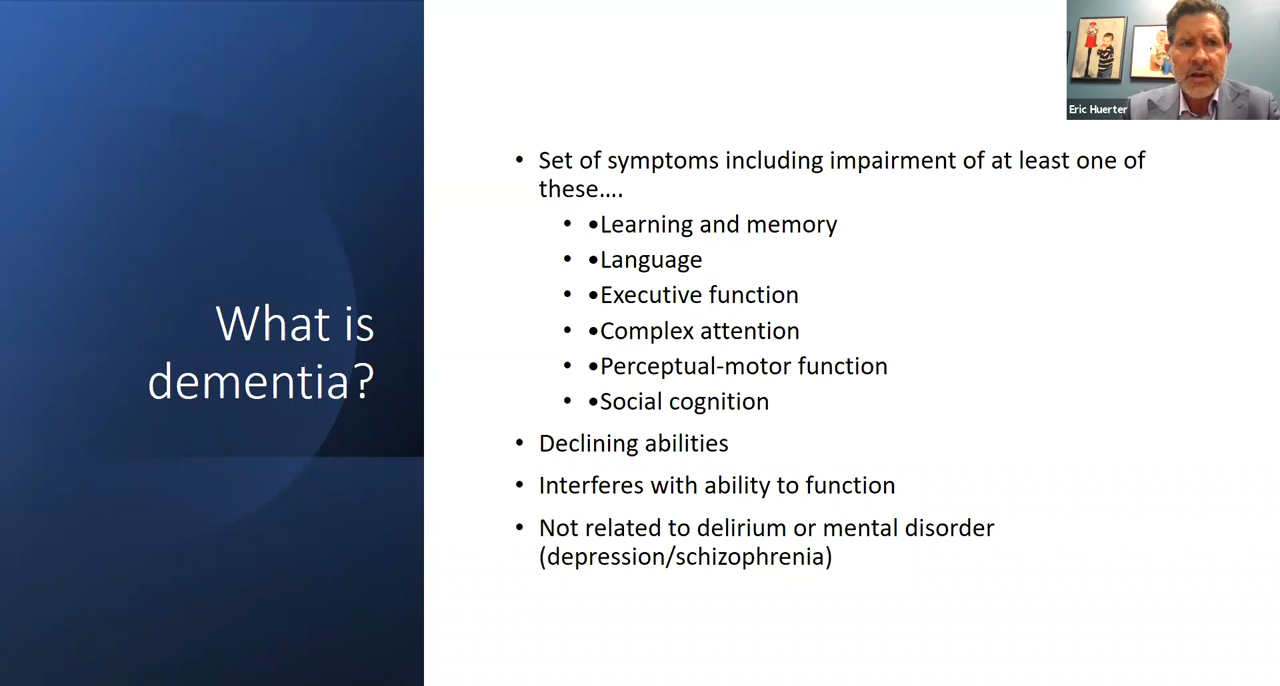 Eric Huerter
What is
dementia?
• Set of symptoms including impairment of at least one of
these....
• •Learning and memory
• •Language
• •Executive function
• •Complex attention
• •Perceptual-motor function
• •Social cognition
• Declining abilities
• Interferes with ability to function
• Not related to delirium or mental disorder
(depression/schizophrenia)